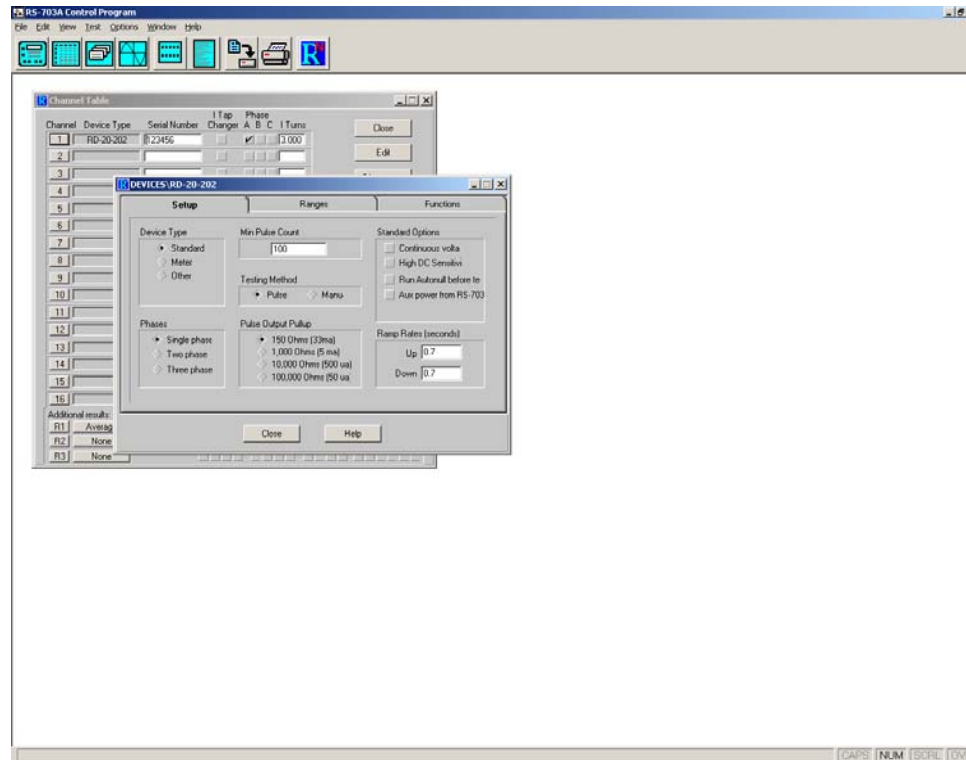 RS-703A Control Program
File Edit View Test Options Window Help
Channel Table
I Tap Phase
Channel Device Type Serial Number Changer A B C I Turns
1 RD-20-202 123456 3.000
2
3
4
5
6
7
8
9
10
11
12
13
14
15
16
Close
Edit
Additional results:
R1 Averag
R2 None
R3 None
DEVICES\RD-20-202
Setup Ranges Functions
Device Type
Standard
Meter
Other
Phases
Single phase
Two phase
Three phase
Min Pulse Count
100
Testing Method
Pulse Manu
Pulse Output Pullup
150 Ohms (33ma)
1,000 Ohms (5 ma)
10,000 Ohms (500 ua)
100,000 Ohms (50 ua
Standard Options
Continuous volta
High DC Sensitivi
Run Autonull before te
Aux power from RS-703
Ramp Rates (seconds)
Up 0.7
Down 0.7
Close Help
CAPS NUM SCRL OV